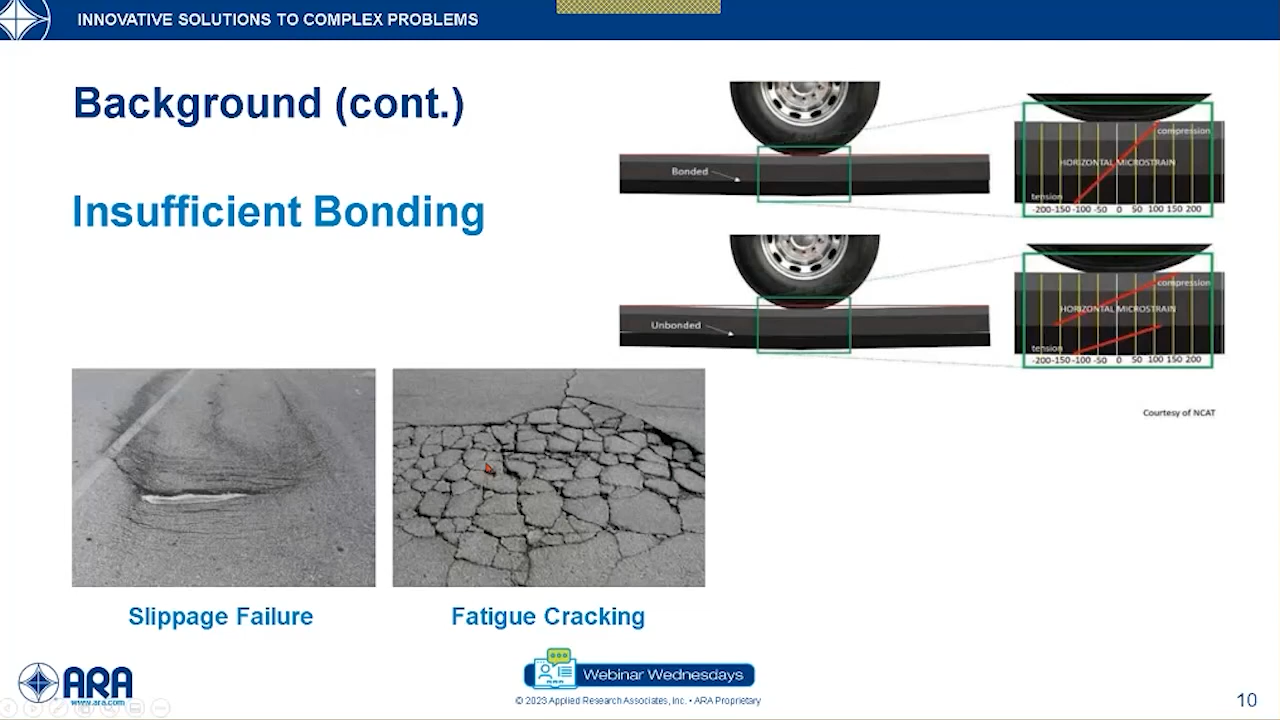 INNOVATIVE SOLUTIONS TO COMPLEX PROBLEMS
Background (cont.)
Insufficient Bonding
Bonded
compression
HORIZONTAL MICROSTRAIN
tension
-200 -150 -100 -50 0 50 100 150 200
Unbonded
compression
HORIZONTAL MICROSTRAIN
tension
-200 -150 -100 -50 0 50 100 150 200
Courtesy of NCAT
Slippage Failure
Fatigue Cracking
ARA
www.ara.com
Webinar Wednesdays
© 2023 Applied Research Associates, Inc. • ARA Proprietary
10